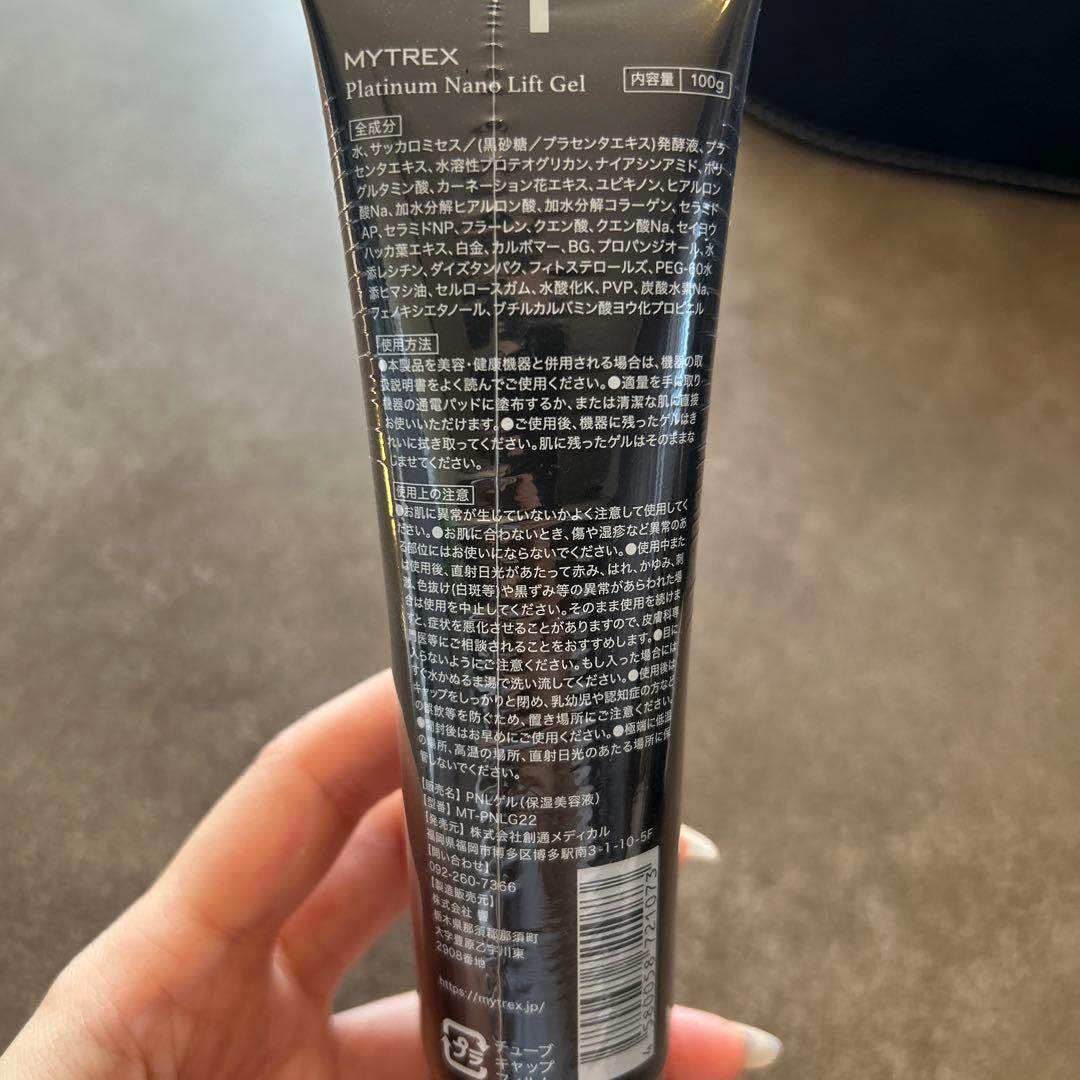 MYTREX
Platinum Nano Lift Gel
内容量 100g
全成分
水、サッカロミセス／(黒砂糖／プラセンタエキス)発酵液、プラ
センタエキス、水溶性プロテオグリカン、ナイアシンアミド、ポリ
グルタミン酸、カーネーション花エキス、ユビキノン、ヒアルロン
酸Na、加水分解ヒアルロン酸、加水分解コラーゲン、セラミド
AP、セラミドNP、フラーレン、クエン酸、クエン酸Na、セイヨウ
ハッカ葉エキス、白金、カルボマー、BG、プロパンジオール、水
添レシチン、ダイズタンパク、フィトステロールズ、PEG-60水
添ヒマシ油、セルロースガム、水酸化K、PVP、炭酸水素Na、
フェノキシエタノール、ブチルカルバミン酸ヨウ化プロピニル
使用方法
●本製品を美容・健康機器と併用される場合は、機器の取
扱説明書をよく読んでご使用ください。●適量を手に取り
機器の通電パッドに塗布するか、または清潔な肌に直接
お使いいただけます。●ご使用後、機器に残ったゲルはき
れいに拭き取ってください。肌に残ったゲルはそのままな
じませてください。
使用上の注意
●お肌に異常が生じていないかよく注意して使用してく
ださい。●お肌に合わないとき、傷や湿疹など異常のあ
る部位にはお使いにならないでください。●使用中また
は使用後、直射日光があたって赤み、はれ、かゆみ、刺
激、色抜け(白斑等)や黒ずみ等の異常があらわれた場
合は使用を中止してください。そのまま使用を続けま
すと、症状を悪化させることがありますので、皮膚科専
門医等にご相談されることをおすすめします。●目に
入らないようにご注意ください。もし入った場合には
すぐ水かぬるま湯で洗い流してください。●使用後は
キャップをしっかりと閉め、乳幼児や認知症の方など
の誤飲等を防ぐため、置き場所にご注意ください。
●開封後はお早めにご使用ください。●極端に低温
の場所、高温の場所、直射日光のあたる場所に保
管しないでください。
【販売名】PNLゲル(保湿美容液)
【型番】MT-PNLG22
【発売元】株式会社創通メディカル
福岡県福岡市博多区博多駅南3-1-10-5F
【問い合わせ】
092-260-7366
【製造販売元】
株式会社 響
栃木県那須郡那須町
大字豊原乙字川東
2908番地
https://mytrex.jp/
4 580058 721073
プラ
チューブ
キャップ
フィルム